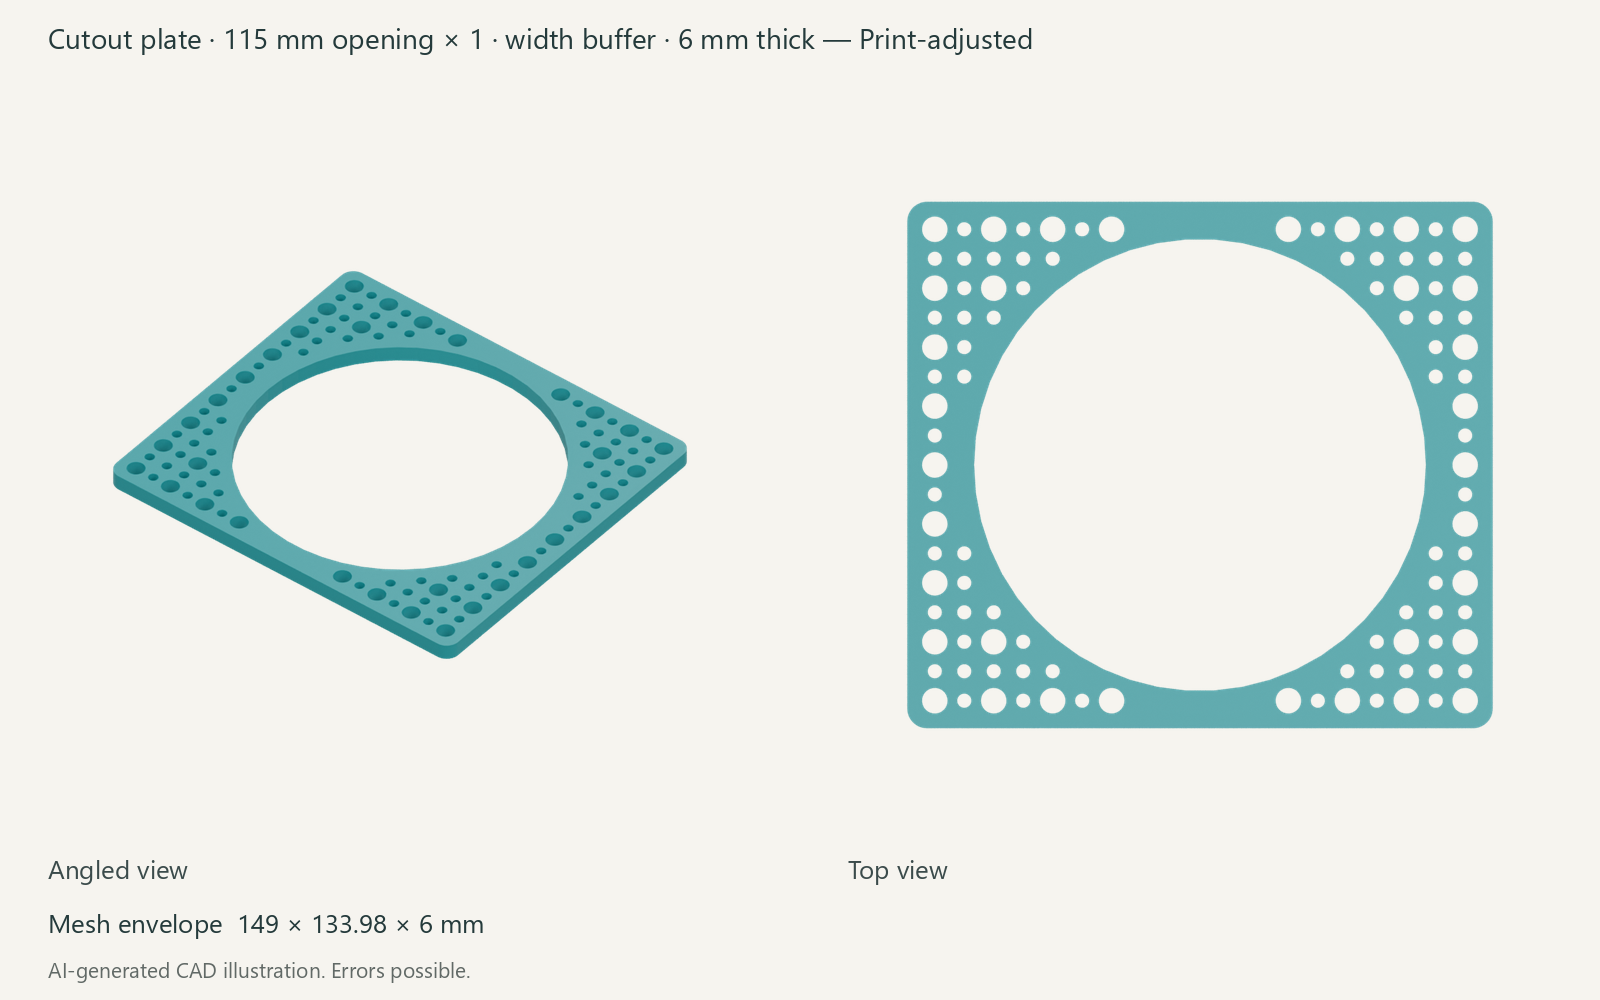 Cutout plate · 115 mm opening × 1 · width buffer · 6 mm thick — Print-adjusted
Angled view
Top view
Mesh envelope 149 × 133.98 × 6 mm
AI-generated CAD illustration. Errors possible.